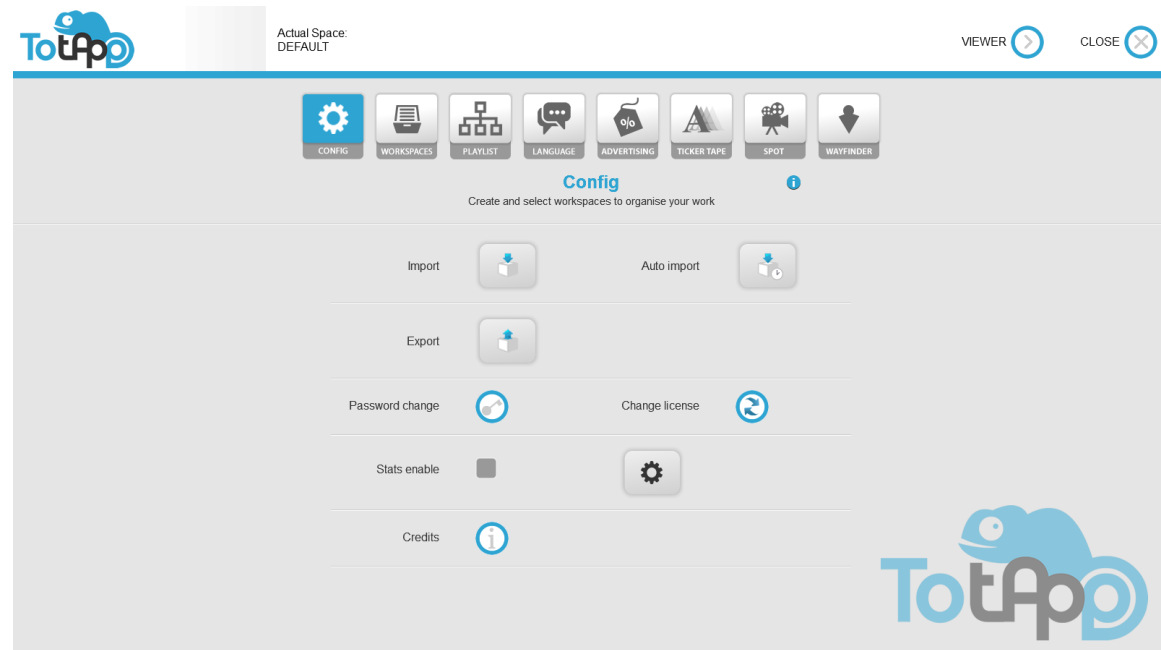 TotApp
Actual Space:
DEFAULT
VIEWER
CLOSE
CONFIG
WORKSPACES
PLAYLIST
LANGUAGE
%
ADVERTISING
A
TICKER TAPE
SPOT
WAYFINDER
Config
i
Create and select workspaces to organise your work
Import
Auto import
Export
Password change
Change license
Stats enable
Credits
i
TotApp